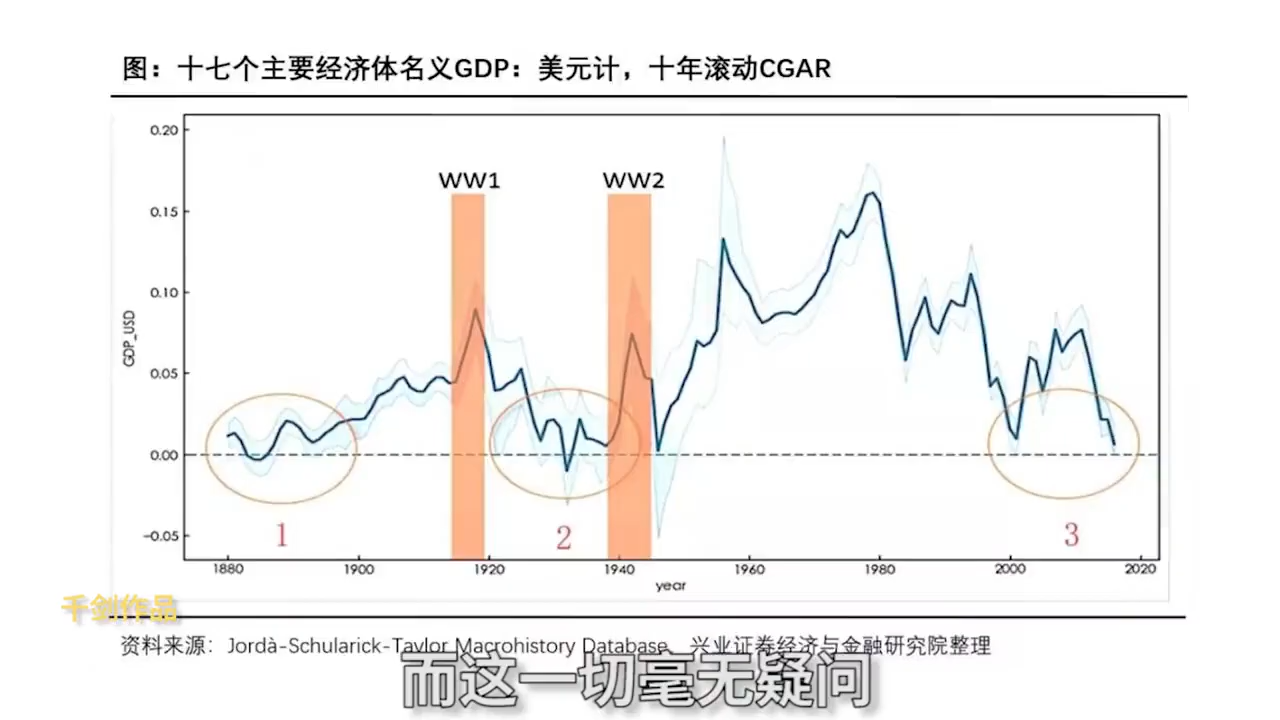 图：十七个主要经济体名义GDP：美元计，十年滚动CGAR
0.20
WW1 WW2
0.15
0.10
GDP_USD
0.05
0.00
1 2 3
−0.05
1880 1900 1920 1940 1960 1980 2000 2020
year
千剑作品
资料来源：Jordà-Schularick-Taylor Macrohistory Database、兴业证券经济与金融研究院整理
而这一切毫无疑问